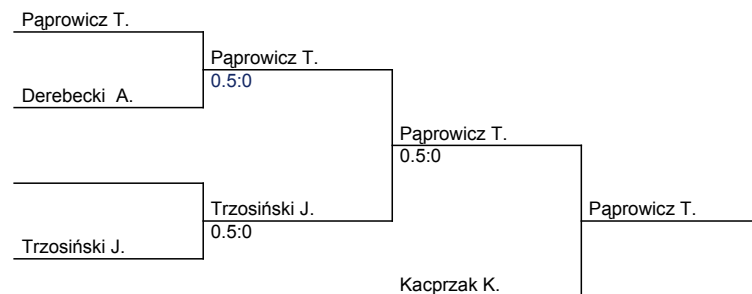 Pąprowicz T.
Pąprowicz T.
0.5:0
Derebecki A.
Pąprowicz T.
0.5:0
Trzosiński J.
0.5:0
Pąprowicz T.
Trzosiński J.
Kacprzak K.